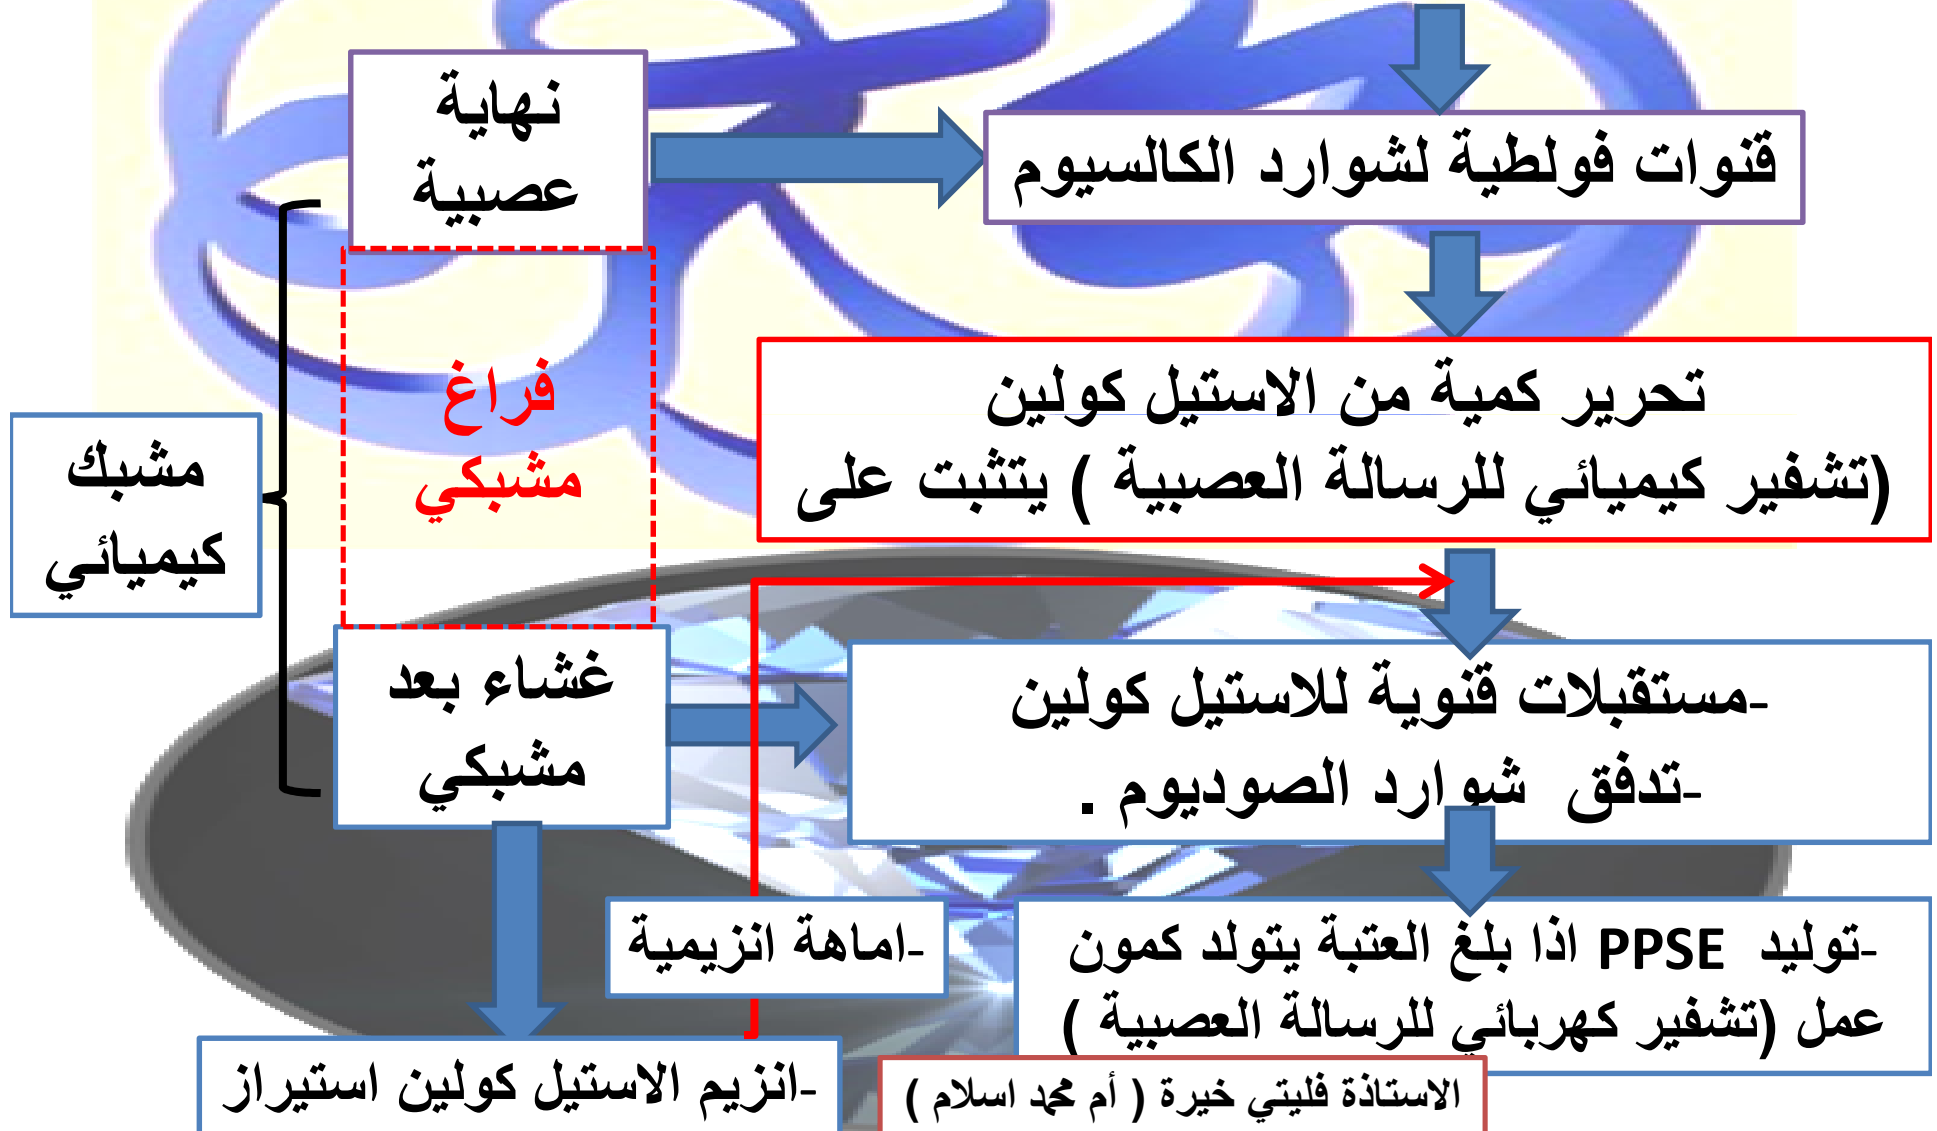 نهاية
عصبية
قنوات فولطية لشوارد الكالسيوم
فراغ
مشبكي
تحرير كمية من الاستيل كولين
(تشفير كيميائي للرسالة العصبية ) يتثبت على
مشبك
كيميائي
غشاء بعد
مشبكي
-مستقبلات قنوية للاستيل كولين
-تدفق شوارد الصوديوم .
-اماهة انزيمية
-توليد PPSE اذا بلغ العتبة يتولد كمون
عمل (تشفير كهربائي للرسالة العصبية )
-انزيم الاستيل كولين استيراز
الاستاذة فليتي خيرة ( أم محمد اسلام )